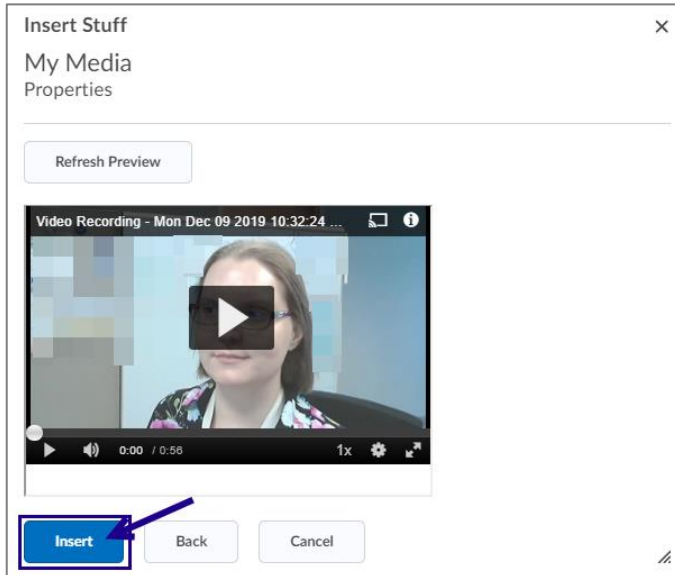 Insert Stuff
My Media
Properties
Refresh Preview
Video Recording - Mon Dec 09 2019 10:32:24 ...
0:00 / 0:56 1x
Insert Back Cancel